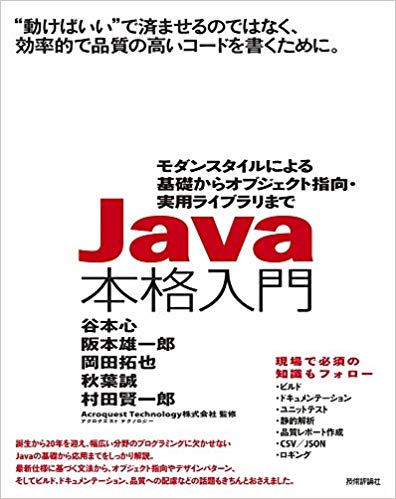 “動けばいい”で済ませるのではなく、
効率的で品質の高いコードを書くために。
モダンスタイルによる
基礎からオブジェクト指向・
実用ライブラリまで
Java
本格入門
谷本心
阪本雄一郎
岡田拓也
秋葉誠
村田賢一郎
Acroquest Technology株式会社 監修
アクロクエスト テクノロジー
現場で必須の
知識もフォロー
・ビルド
・ドキュメンテーション
・ユニットテスト
・静的解析
・品質レポート作成
・CSV/JSON
・ロギング
誕生から20年を迎え、幅広い分野のプログラミングに欠かせない
Javaの基礎から応用までをしっかり解説。
最新仕様に基づく文法から、オブジェクト指向やデザインパターン、
そしてビルド、ドキュメンテーション、品質への配慮などの話題もきちんとおさえました。
技術評論社